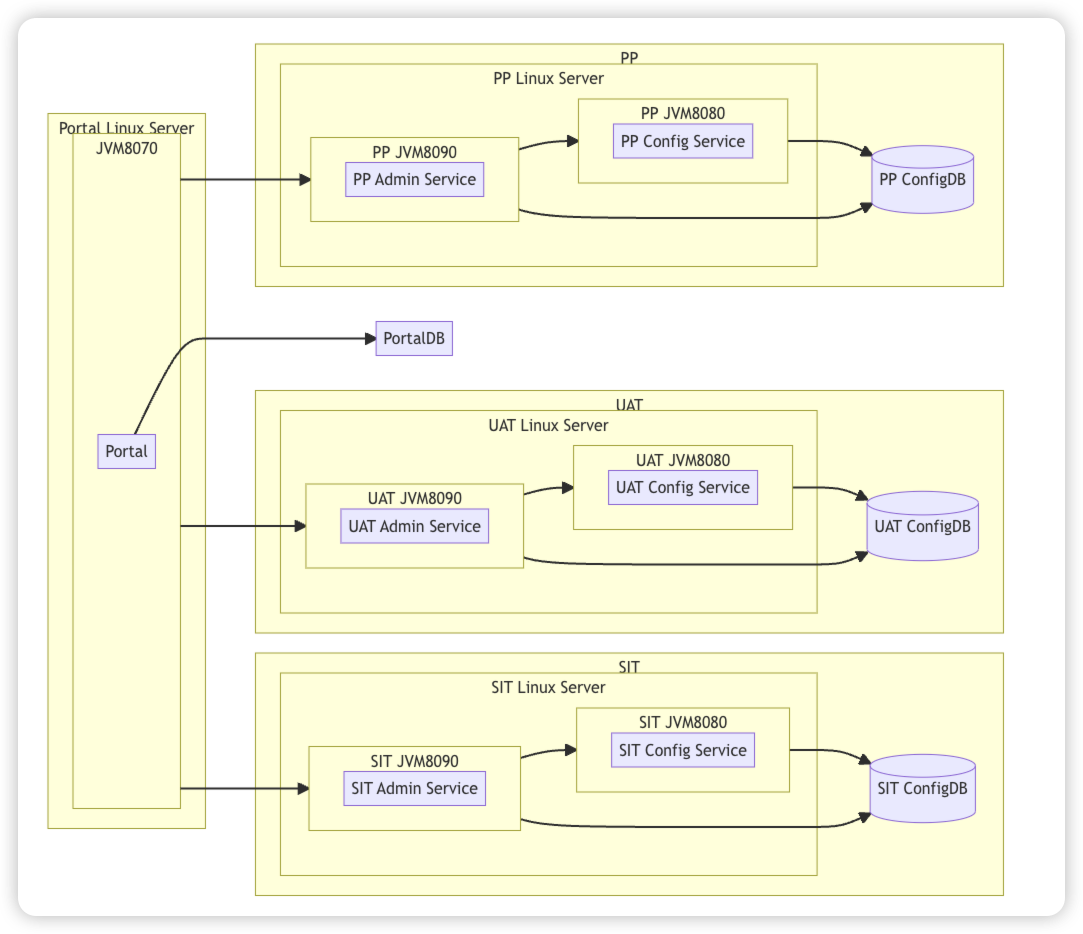 PP
PP Linux Server
PP JVM8080
PP Config Service
PP JVM8090
PP Admin Service
PP ConfigDB
Portal Linux Server
JVM8070
Portal
PortalDB
UAT
UAT Linux Server
UAT JVM8080
UAT Config Service
UAT JVM8090
UAT Admin Service
UAT ConfigDB
SIT
SIT Linux Server
SIT JVM8080
SIT Config Service
SIT JVM8090
SIT Admin Service
SIT ConfigDB